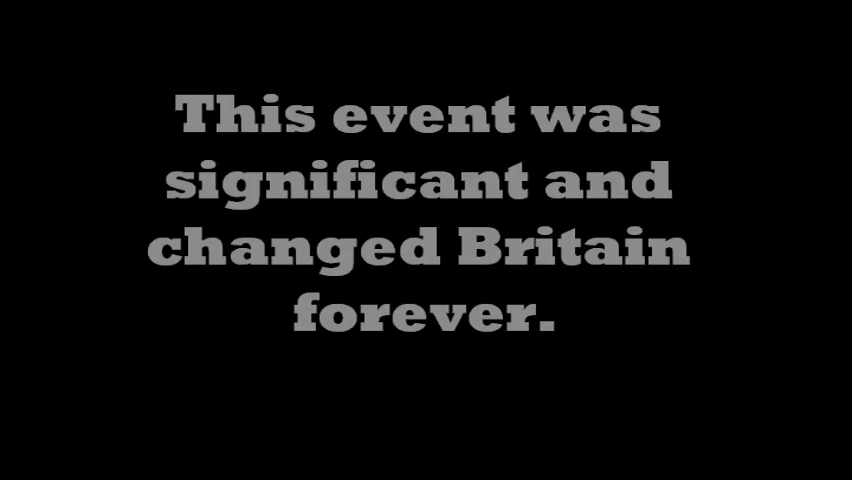 This event was
significant and
changed Britain
forever.